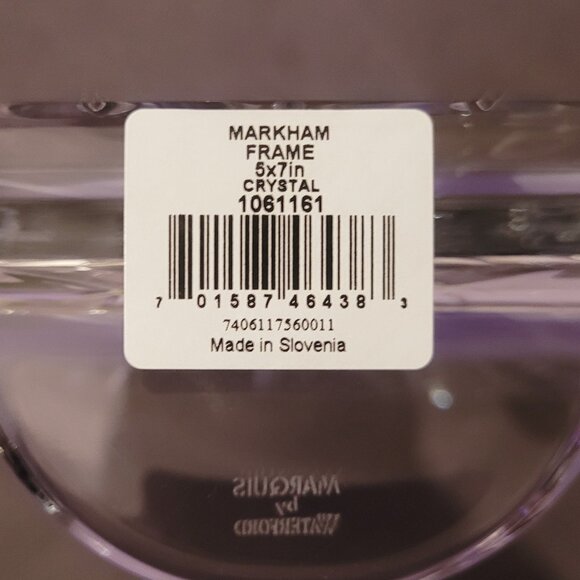 MARKHAM
FRAME
5x7in
CRYSTAL
1061161
7 01587 46438 3
7406117560011
Made in Slovenia
MARQUIS
by
WATERFORD